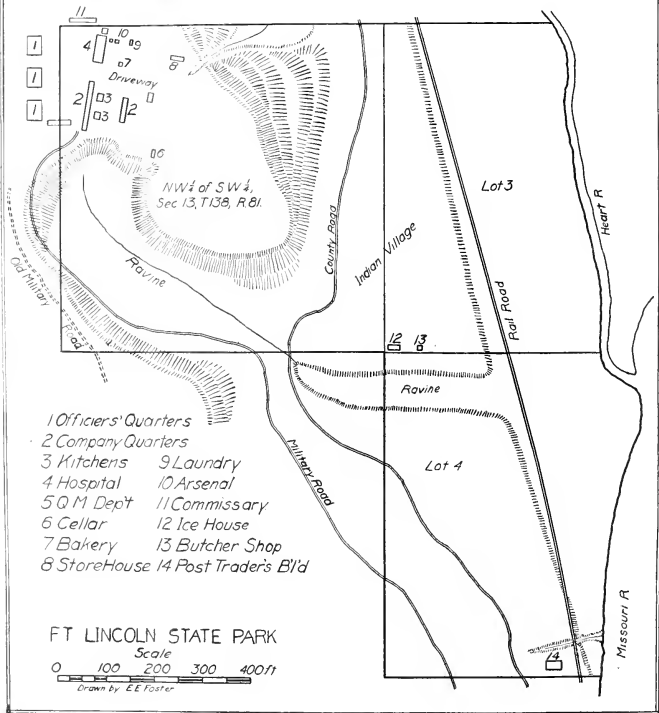 11
10
1
4
9
7
8
Driveway
1
2
3
2
1
3
6
NW¼ of SW¼,
Sec 13, T138, R.81.
Lot 3
Heart R
County Road
Indian Village
Rail Road
Old Military
Road
Ravine
12 13
Ravine
1 Officiers' Quarters
2 Company Quarters
3 Kitchens 9 Laundry
4 Hospital 10 Arsenal
5 Q M Dep't 11 Commissary
6 Cellar 12 Ice House
7 Bakery 13 Butcher Shop
8 StoreHouse 14 Post Trader's B'l'd
Military Road
Lot 4
Missouri R
14
FT LINCOLN STATE PARK
Scale
0 100 200 300 400ft
Drawn by E E Foster